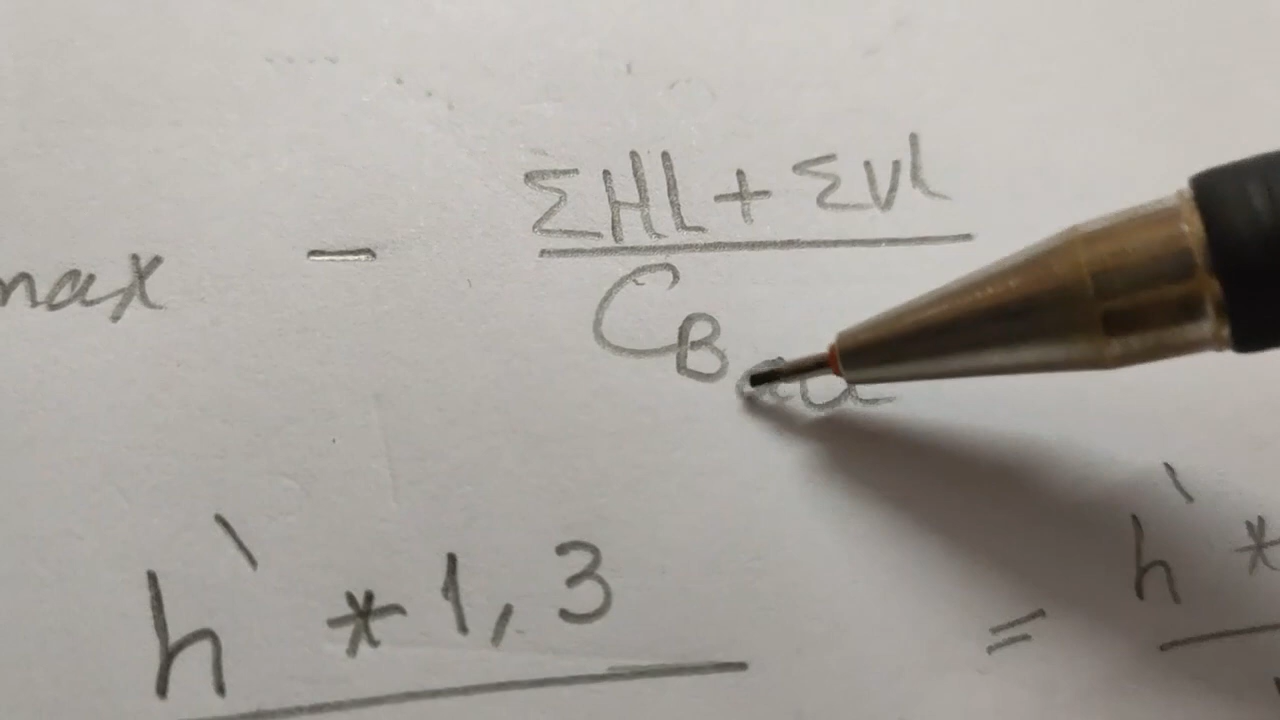 max - ΣHl + Σvl
C_B
h` * 1,3 = h` *